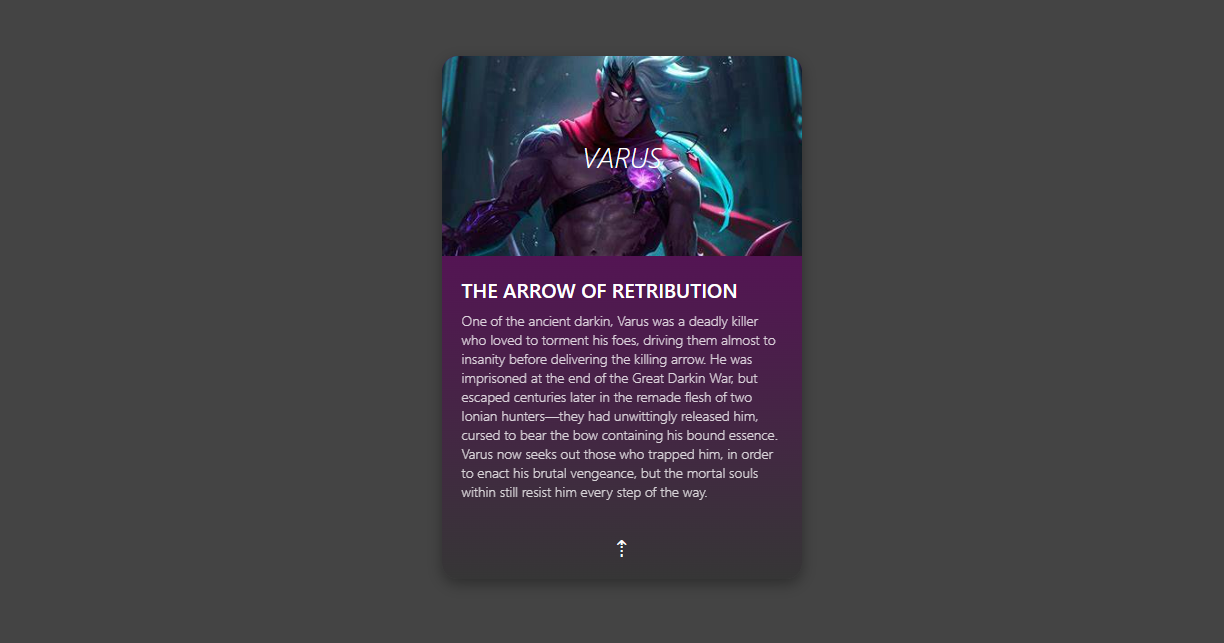 VARUS
THE ARROW OF RETRIBUTION
One of the ancient darkin, Varus was a deadly killer
who loved to torment his foes, driving them almost to
insanity before delivering the killing arrow. He was
imprisoned at the end of the Great Darkin War, but
escaped centuries later in the remade flesh of two
Ionian hunters—they had unwittingly released him,
cursed to bear the bow containing his bound essence.
Varus now seeks out those who trapped him, in order
to enact his brutal vengeance, but the mortal souls
within still resist him every step of the way.
⇡